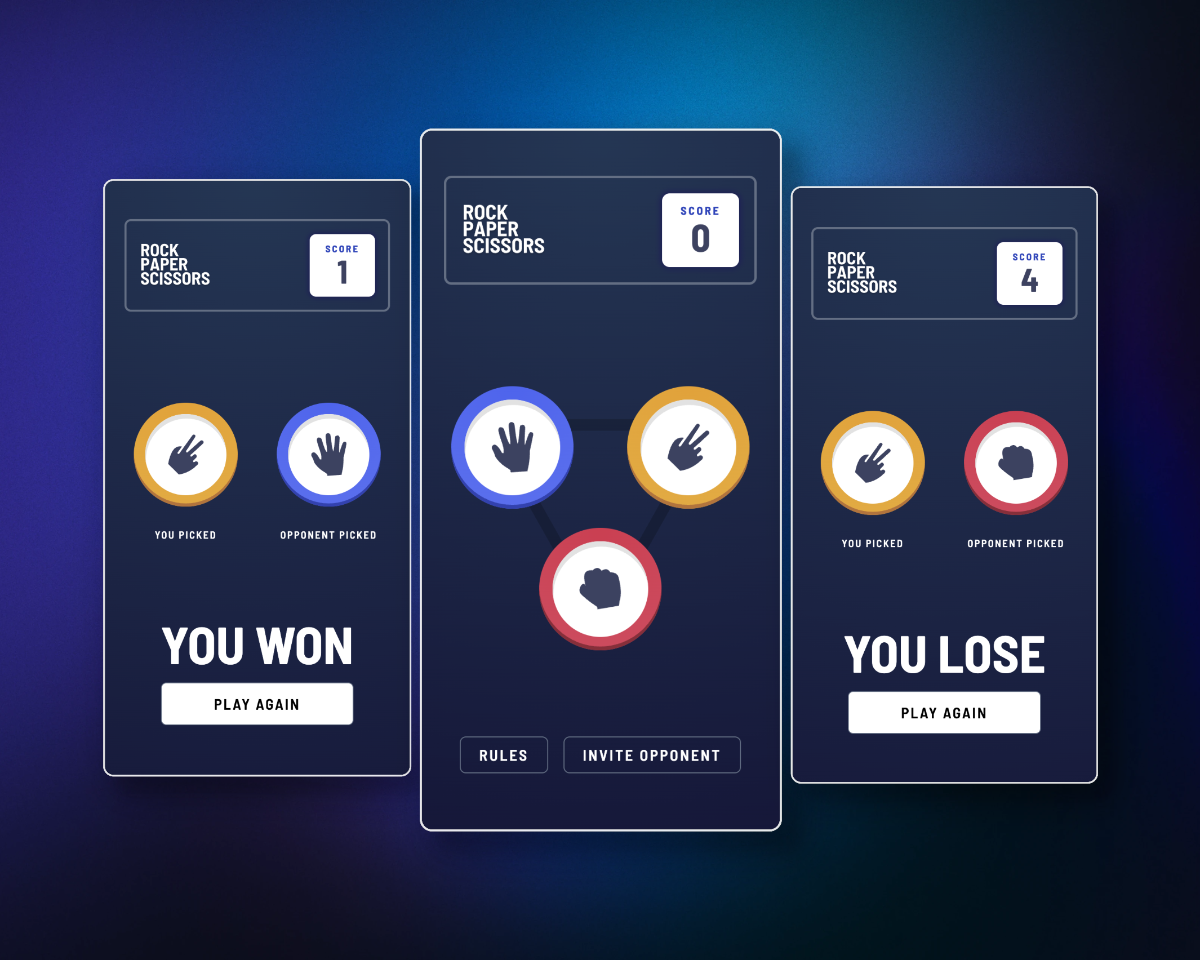 ROCK
PAPER
SCISSORS
SCORE
1
YOU PICKED
OPPONENT PICKED
YOU WON
PLAY AGAIN
ROCK
PAPER
SCISSORS
SCORE
0
RULES
INVITE OPPONENT
ROCK
PAPER
SCISSORS
SCORE
4
YOU PICKED
OPPONENT PICKED
YOU LOSE
PLAY AGAIN